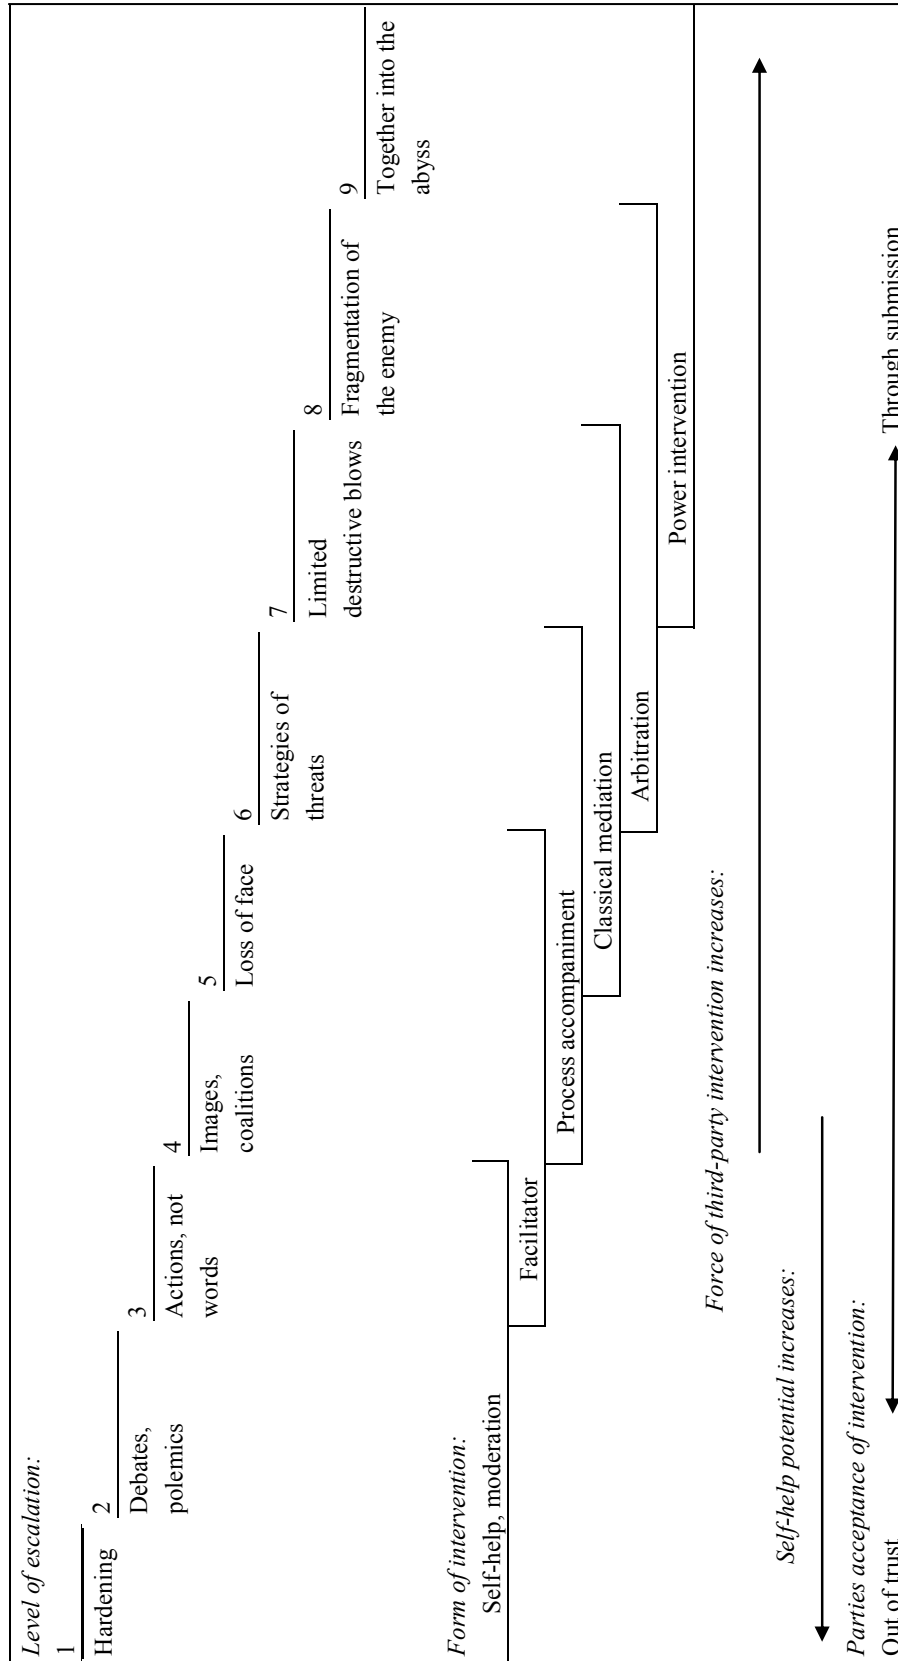 Level of escalation:
1
Hardening
2
Debates,
polemics
3
Actions, not
words
4
Images,
coalitions
5
Loss of face
6
Strategies of
threats
7
Limited
destructive blows
8
Fragmentation of
the enemy
9
Together into the
abyss
Form of intervention:
Self-help, moderation
Facilitator
Process accompaniment
Classical mediation
Arbitration
Power intervention
Force of third-party intervention increases:
Self-help potential increases:
Parties acceptance of intervention:
Out of trust
Through submission